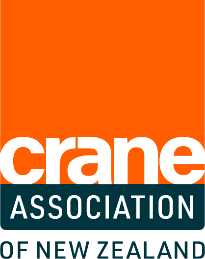 crane
ASSOCIATION
OF NEW ZEALAND